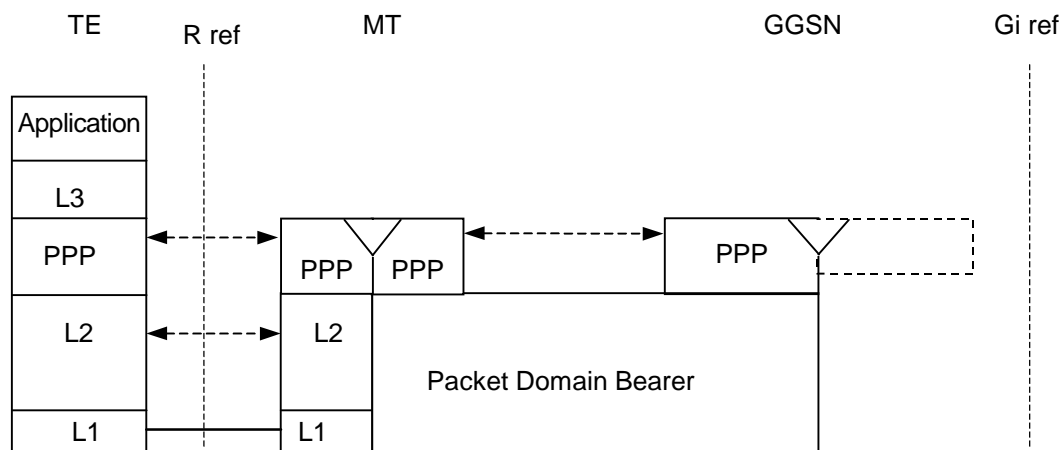 TE
R ref
MT
GGSN
Gi ref
Application
L3
PPP
PPP
PPP
PPP
L2
L2
Packet Domain Bearer
L1
L1